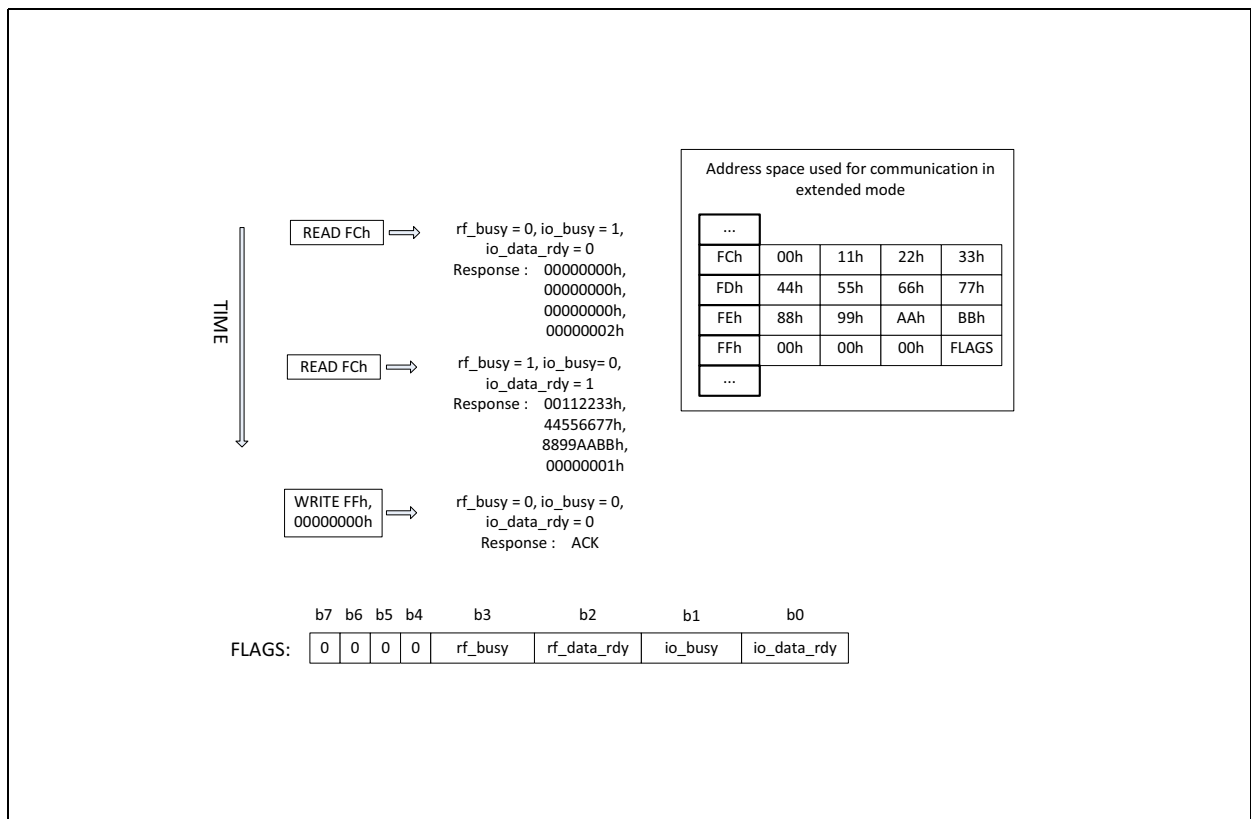 Address space used for communication in
extended mode
...
FCh 00h 11h 22h 33h
FDh 44h 55h 66h 77h
FEh 88h 99h AAh BBh
FFh 00h 00h 00h FLAGS
...
TIME
READ FCh
rf_busy = 0, io_busy = 1,
io_data_rdy = 0
Response : 00000000h,
00000000h,
00000000h,
00000002h
READ FCh
rf_busy = 1, io_busy= 0,
io_data_rdy = 1
Response : 00112233h,
44556677h,
8899AABBh,
00000001h
WRITE FFh,
00000000h
rf_busy = 0, io_busy = 0,
io_data_rdy = 0
Response : ACK
b7 b6 b5 b4 b3 b2 b1 b0
FLAGS: 0 0 0 0 rf_busy rf_data_rdy io_busy io_data_rdy